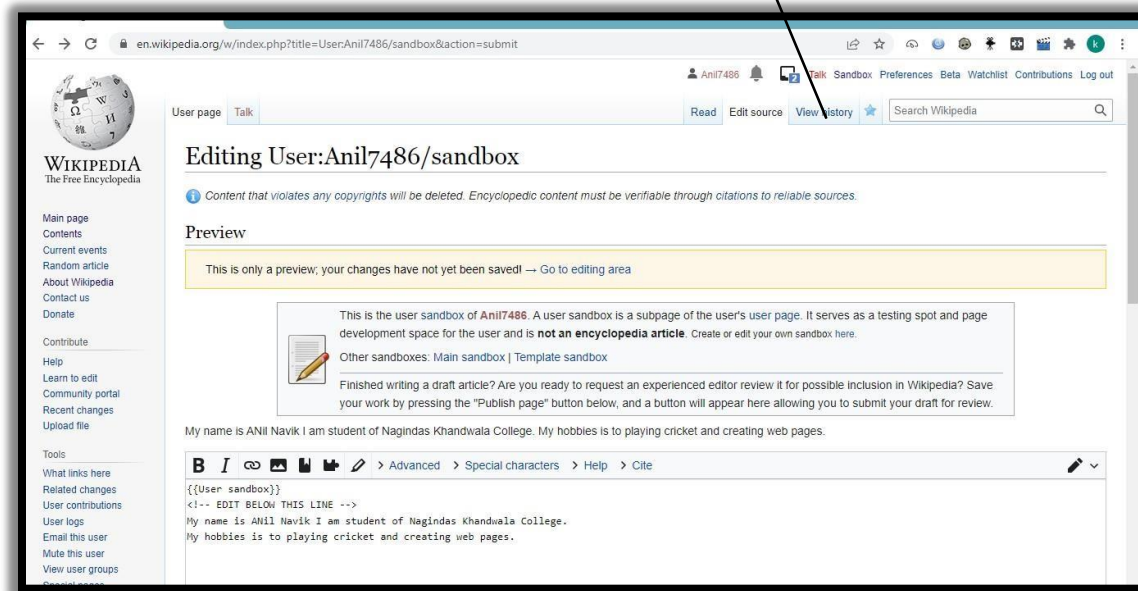 en.wikipedia.org/w/index.php?title=User:Anil7486/sandbox&action=submit
k
Anil7486 2 Talk Sandbox Preferences Beta Watchlist Contributions Log out
User page Talk Read Edit source View history Search Wikipedia
WIKIPEDIA
The Free Encyclopedia
Main page
Contents
Current events
Random article
About Wikipedia
Contact us
Donate
Contribute
Help
Learn to edit
Community portal
Recent changes
Upload file
Tools
What links here
Related changes
User contributions
User logs
Email this user
Mute this user
View user groups
Editing User:Anil7486/sandbox
Content that violates any copyrights will be deleted. Encyclopedic content must be verifiable through citations to reliable sources.
Preview
This is only a preview; your changes have not yet been saved! → Go to editing area
This is the user sandbox of Anil7486. A user sandbox is a subpage of the user's user page. It serves as a testing spot and page
development space for the user and is not an encyclopedia article. Create or edit your own sandbox here.
Other sandboxes: Main sandbox | Template sandbox
Finished writing a draft article? Are you ready to request an experienced editor review it for possible inclusion in Wikipedia? Save
your work by pressing the "Publish page" button below, and a button will appear here allowing you to submit your draft for review.
My name is ANil Navik I am student of Nagindas Khandwala College. My hobbies is to playing cricket and creating web pages.
B I > Advanced > Special characters > Help > Cite
{{User sandbox}}
<!-- EDIT BELOW THIS LINE -->
My name is ANil Navik I am student of Nagindas Khandwala College.
My hobbies is to playing cricket and creating web pages.